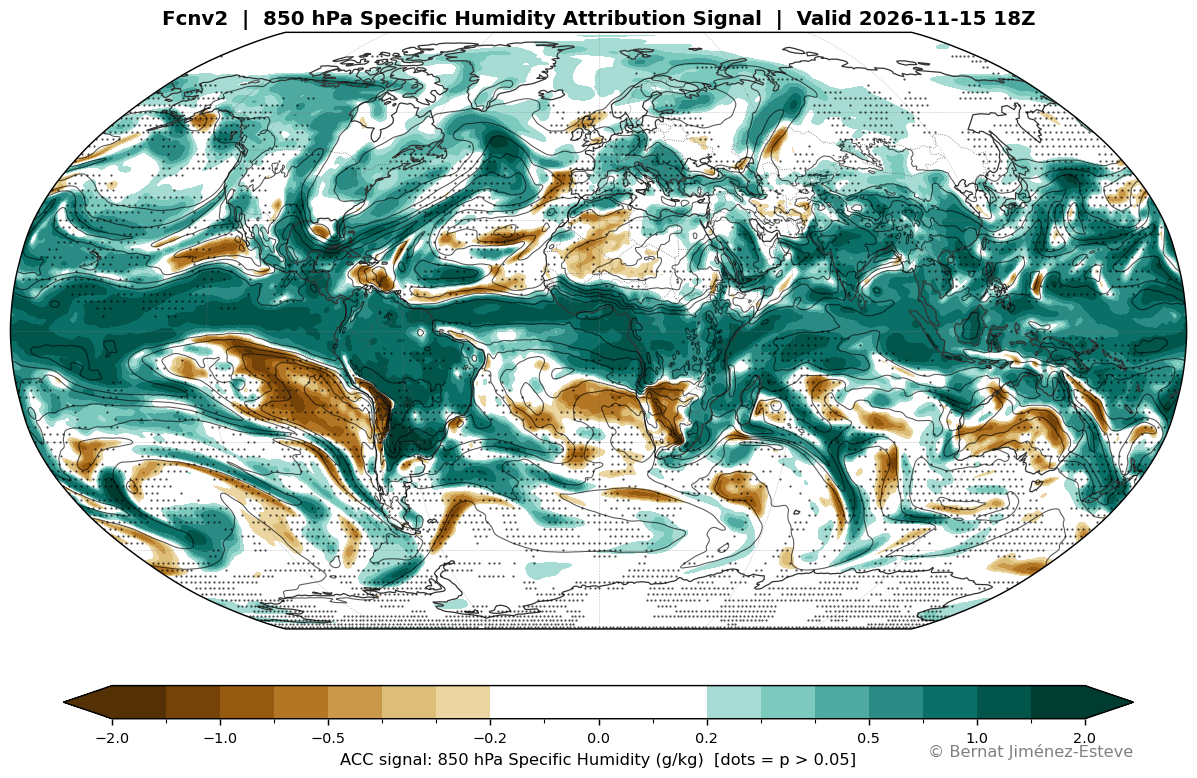 Fcnv2  |  850 hPa Specific Humidity Attribution Signal  |  Valid 2026-11-15 18Z
−2.0 −1.0 −0.5 −0.2 0.0 0.2 0.5 1.0 2.0
ACC signal: 850 hPa Specific Humidity (g/kg)  [dots = p > 0.05]
© Bernat Jiménez-Esteve